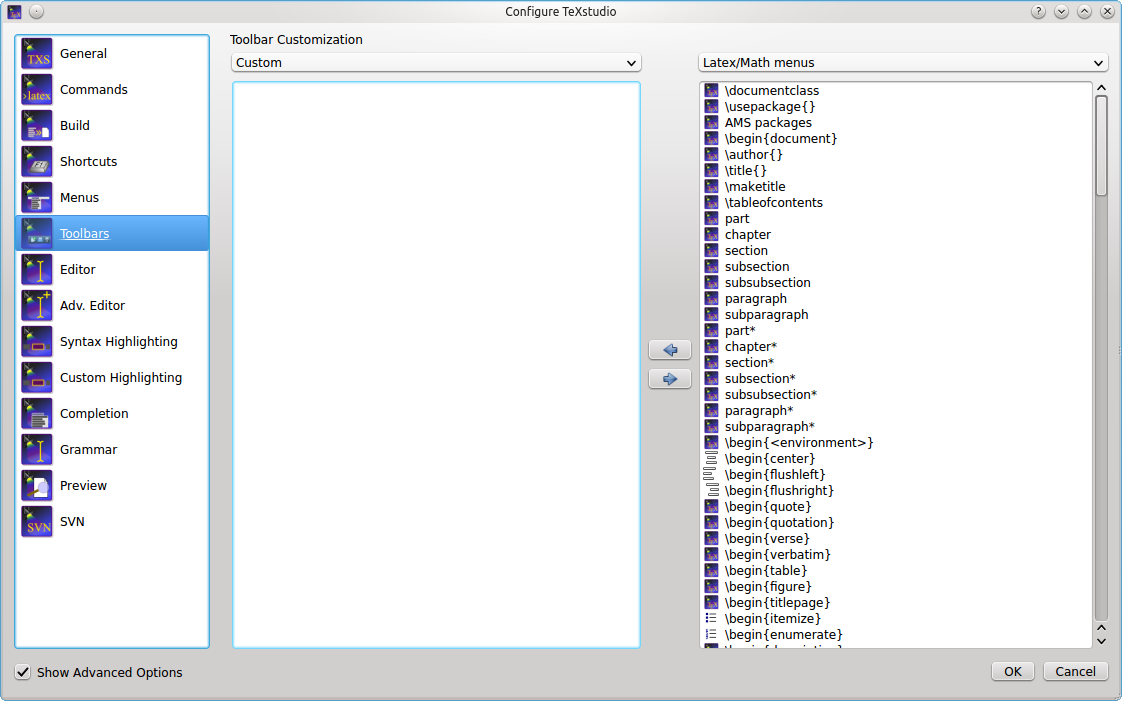 Configure TeXstudio
General
Commands
Build
Shortcuts
Menus
Toolbars
Editor
Adv. Editor
Syntax Highlighting
Custom Highlighting
Completion
Grammar
Preview
SVN
Show Advanced Options
Toolbar Customization
Custom
Latex/Math menus
\documentclass
\usepackage{}
AMS packages
\begin{document}
\author{}
\title{}
\maketitle
\tableofcontents
part
chapter
section
subsection
subsubsection
paragraph
subparagraph
part*
chapter*
section*
subsection*
subsubsection*
paragraph*
subparagraph*
\begin{<environment>}
\begin{center}
\begin{flushleft}
\begin{flushright}
\begin{quote}
\begin{quotation}
\begin{verse}
\begin{verbatim}
\begin{table}
\begin{figure}
\begin{titlepage}
\begin{itemize}
\begin{enumerate}
OK
Cancel